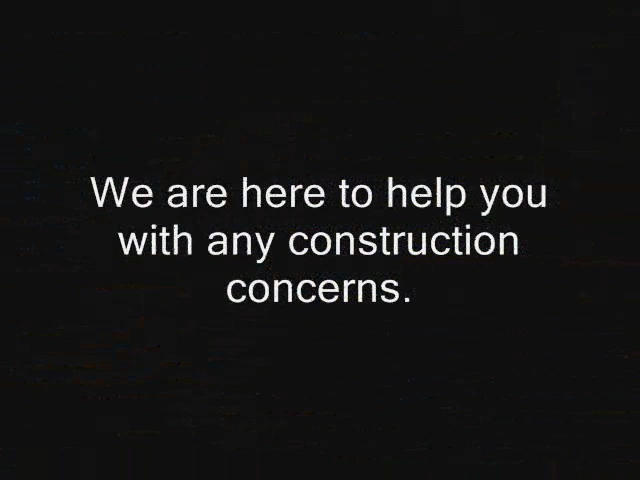 We are here to help you
with any construction
concerns.